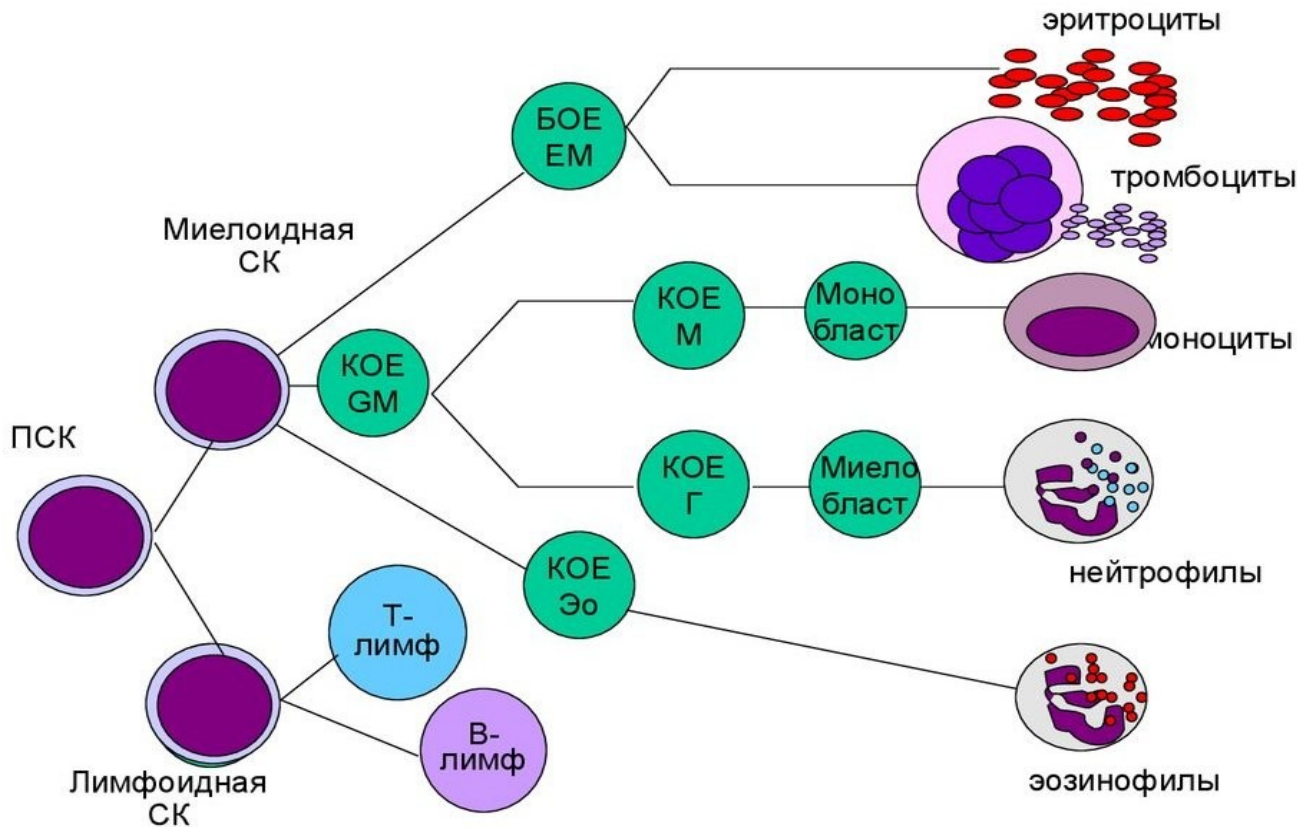 эритроциты
БОЕ
ЕМ
тромбоциты
Миелоидная
СК
КОЕ
М
Моно
бласт
моноциты
КОЕ
GM
ПСК
КОЕ
Г
Миело
бласт
нейтрофилы
КОЕ
Эо
Т-
лимф
В-
лимф
Лимфоидная
СК
эозинофилы